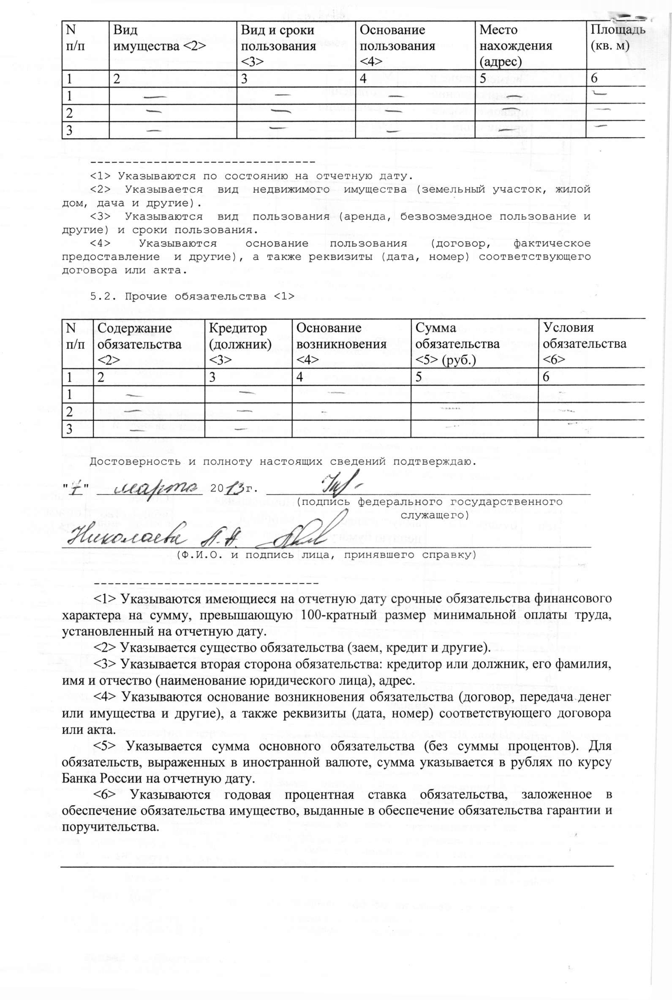 N п/п Вид имущества <2> Вид и сроки пользования <3> Основание пользования <4> Место нахождения (адрес) Площадь (кв. м)
1 2 3 4 5 6
1 — — — — —
2 — — — — —
3 — — — — —
--------------------------------
<1> Указываются по состоянию на отчетную дату.
<2> Указывается вид недвижимого имущества (земельный участок, жилой
дом, дача и другие).
<3> Указываются вид пользования (аренда, безвозмездное пользование и
другие) и сроки пользования.
<4> Указываются основание пользования (договор, фактическое
предоставление и другие), а также реквизиты (дата, номер) соответствующего
договора или акта.
5.2. Прочие обязательства <1>
N п/п Содержание обязательства <2> Кредитор (должник) <3> Основание возникновения <4> Сумма обязательства <5> (руб.) Условия обязательства <6>
1 2 3 4 5 6
1 — — — -
2 — — - - -
3 — — - -
Достоверность и полноту настоящих сведений подтверждаю.
" " марта 2013г.
(подпись федерального государственного
служащего)
Николаева А.А.
(Ф.И.О. и подпись лица, принявшего справку)
--------------------------------
<1> Указываются имеющиеся на отчетную дату срочные обязательства финансового
характера на сумму, превышающую 100-кратный размер минимальной оплаты труда,
установленный на отчетную дату.
<2> Указывается существо обязательства (заем, кредит и другие).
<3> Указывается вторая сторона обязательства: кредитор или должник, его фамилия,
имя и отчество (наименование юридического лица), адрес.
<4> Указываются основание возникновения обязательства (договор, передача денег
или имущества и другие), а также реквизиты (дата, номер) соответствующего договора
или акта.
<5> Указывается сумма основного обязательства (без суммы процентов). Для
обязательств, выраженных в иностранной валюте, сумма указывается в рублях по курсу
Банка России на отчетную дату.
<6> Указываются годовая процентная ставка обязательства, заложенное в
обеспечение обязательства имущество, выданные в обеспечение обязательства гарантии и
поручительства.